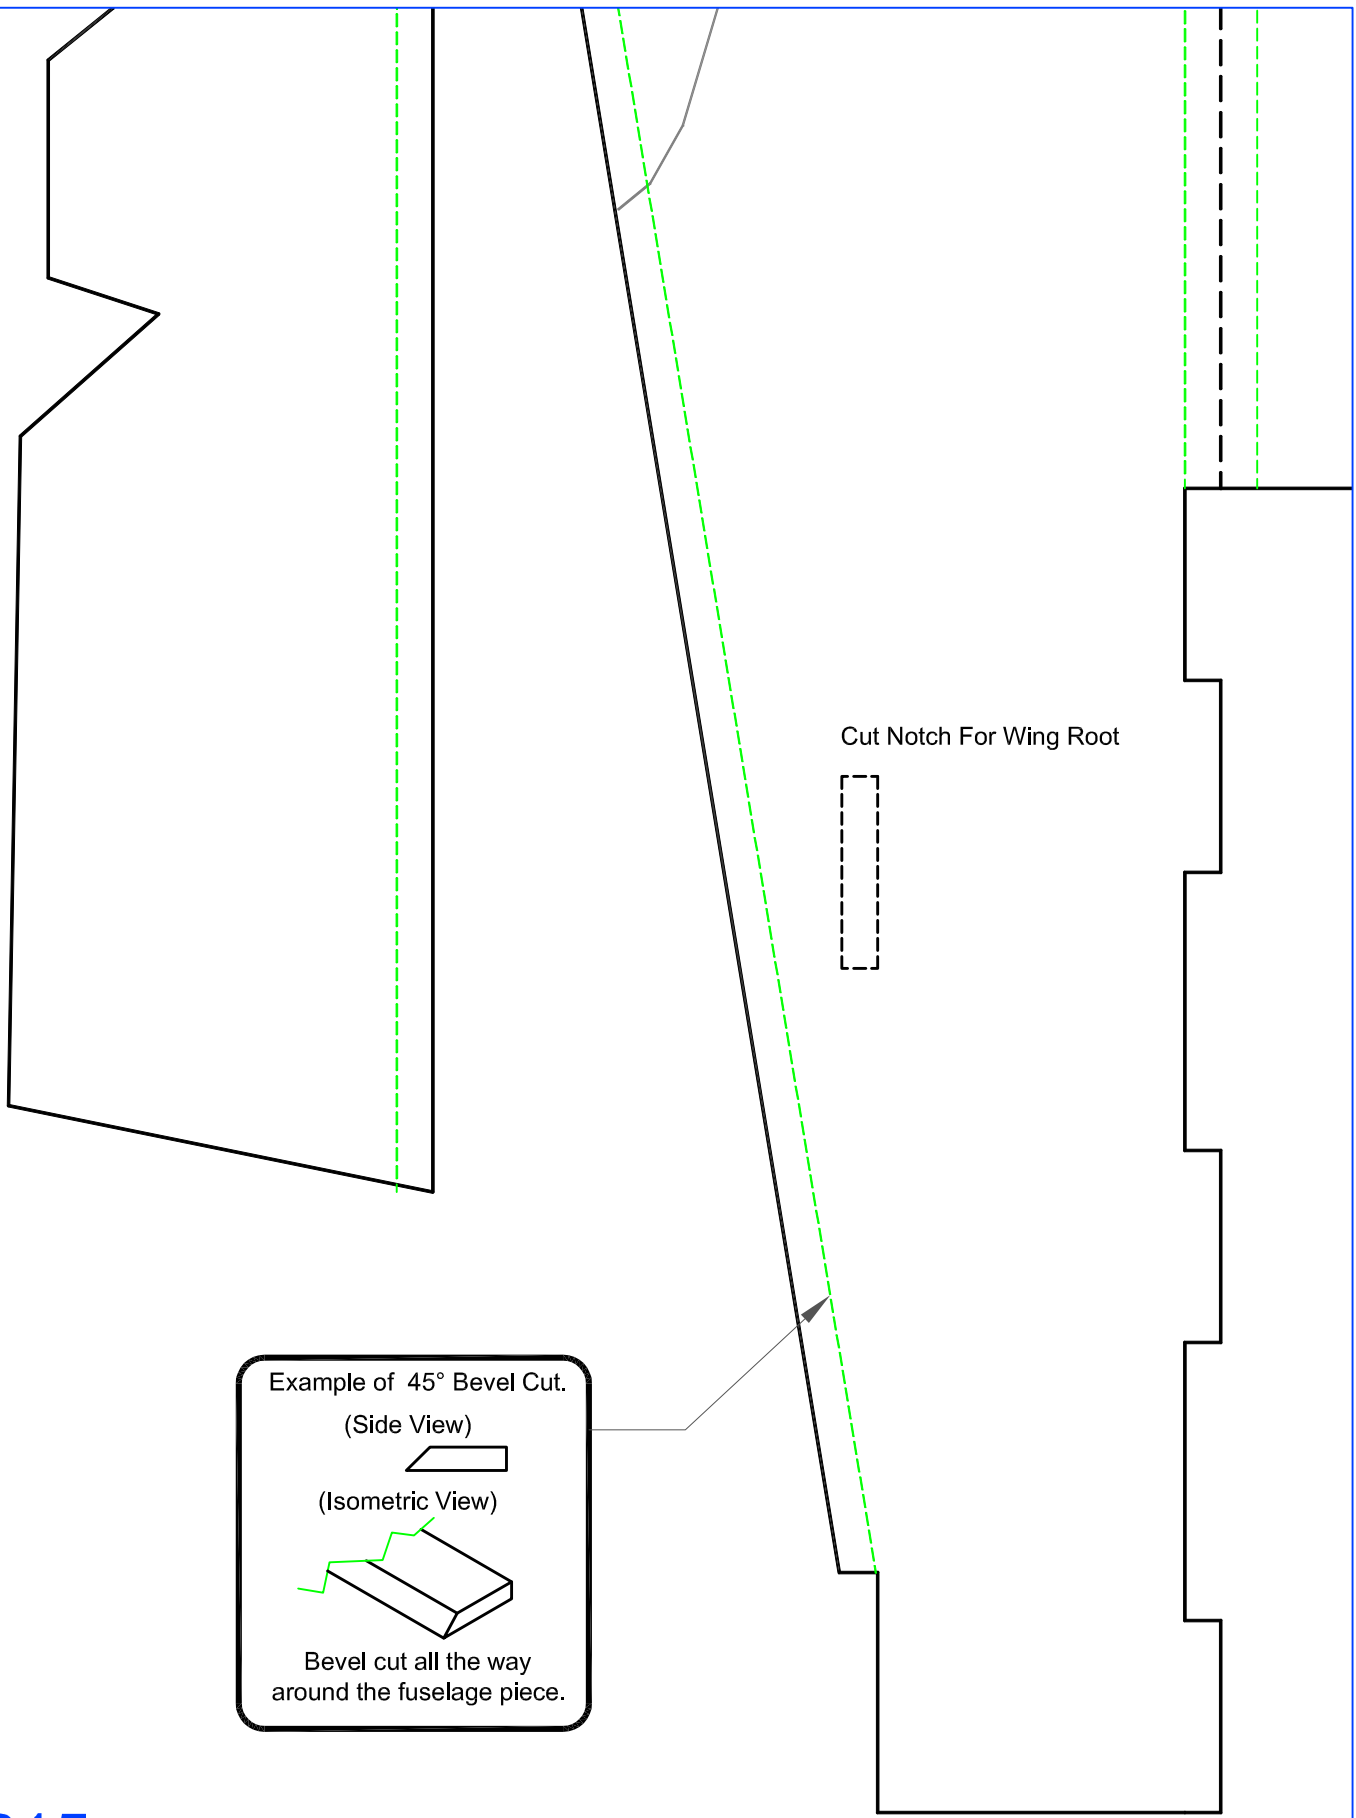 Cut Notch For Wing Root
Example of 45° Bevel Cut.
(Side View)
(Isometric View)
Bevel cut all the way
around the fuselage piece.